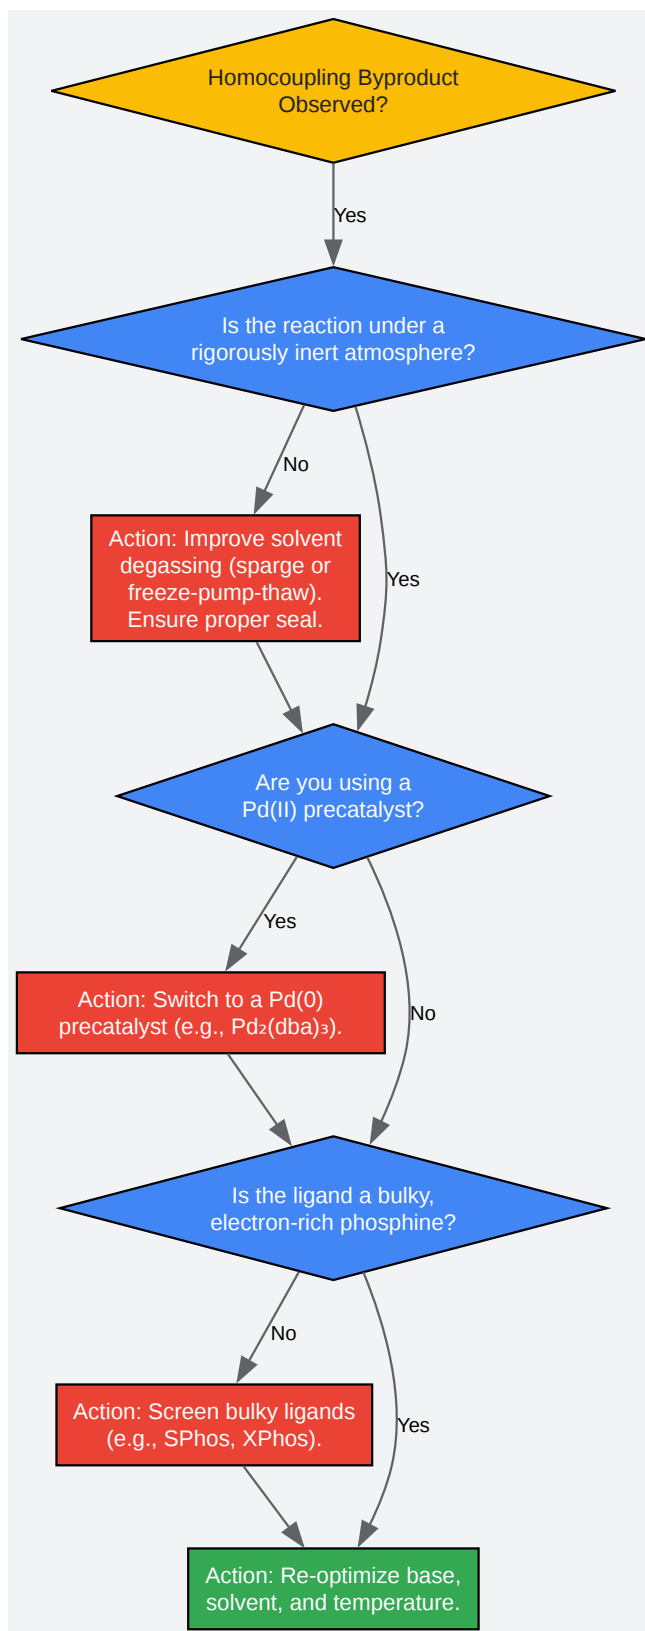 Homocoupling Byproduct
Observed?
Yes
Is the reaction under a
rigorously inert atmosphere?
No
Action: Improve solvent
degassing (sparge or
freeze-pump-thaw).
Ensure proper seal.
Yes
Are you using a
Pd(II) precatalyst?
Yes
Action: Switch to a Pd(0)
precatalyst (e.g., Pd₂(dba)₃).
No
Is the ligand a bulky,
electron-rich phosphine?
No
Action: Screen bulky ligands
(e.g., SPhos, XPhos).
Yes
Action: Re-optimize base,
solvent, and temperature.